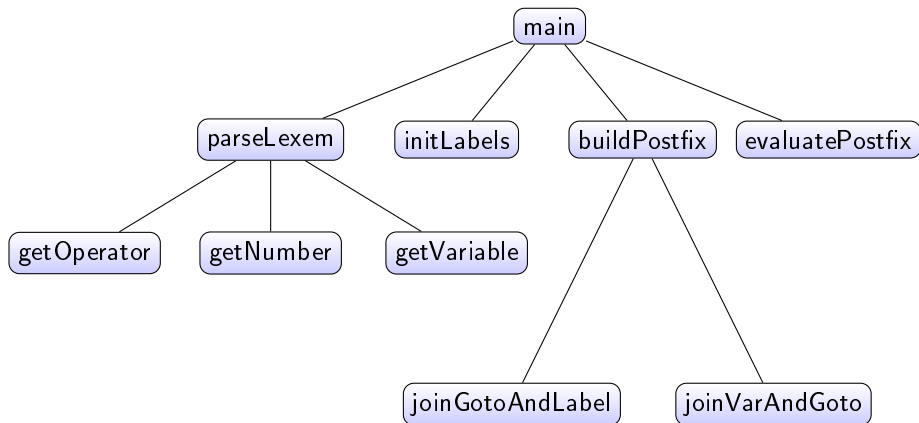 main
parseLexem
initLabels
buildPostfix
evaluatePostfix
getOperator
getNumber
getVariable
joinGotoAndLabel
joinVarAndGoto